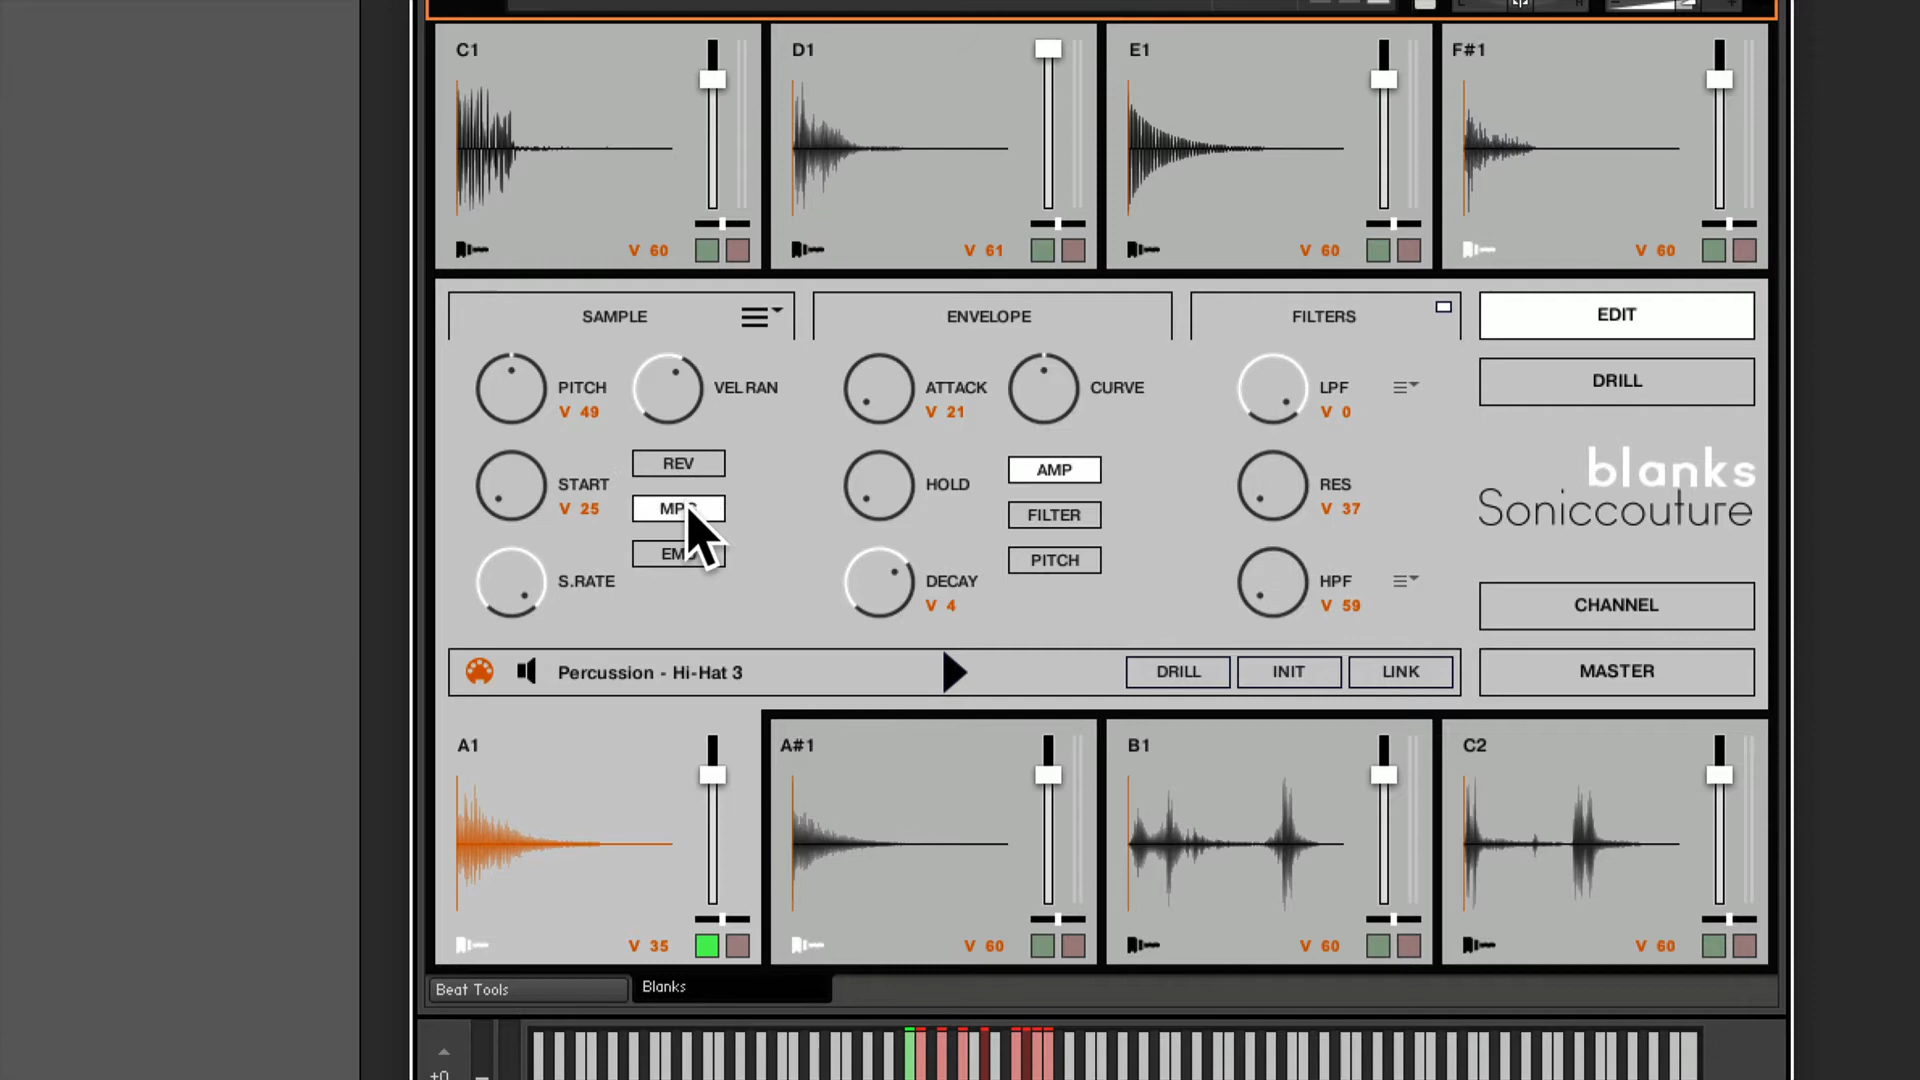 C1
D1
E1
F#1
V 60
V 61
V 60
V 60
SAMPLE
ENVELOPE
FILTERS
EDIT
PITCH
V 49
VEL RAN
ATTACK
V 21
CURVE
LPF
V 0
DRILL
START
V 25
REV
HOLD
AMP
RES
V 37
blanks
Soniccouture
FILTER
S.RATE
DECAY
V 4
PITCH
HPF
V 59
CHANNEL
Percussion - Hi-Hat 3
DRILL
INIT
LINK
MASTER
A1
A#1
B1
C2
V 35
V 60
V 60
V 60
Beat Tools
Blanks